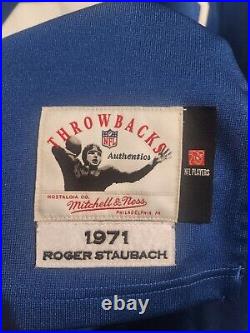 THROWBACKS
NFL
Authentics
NOSTALGIA CO.
Mitchell & Ness
PHILADELPHIA, PA
NFL PLAYERS
1971
ROGER STAUBACH